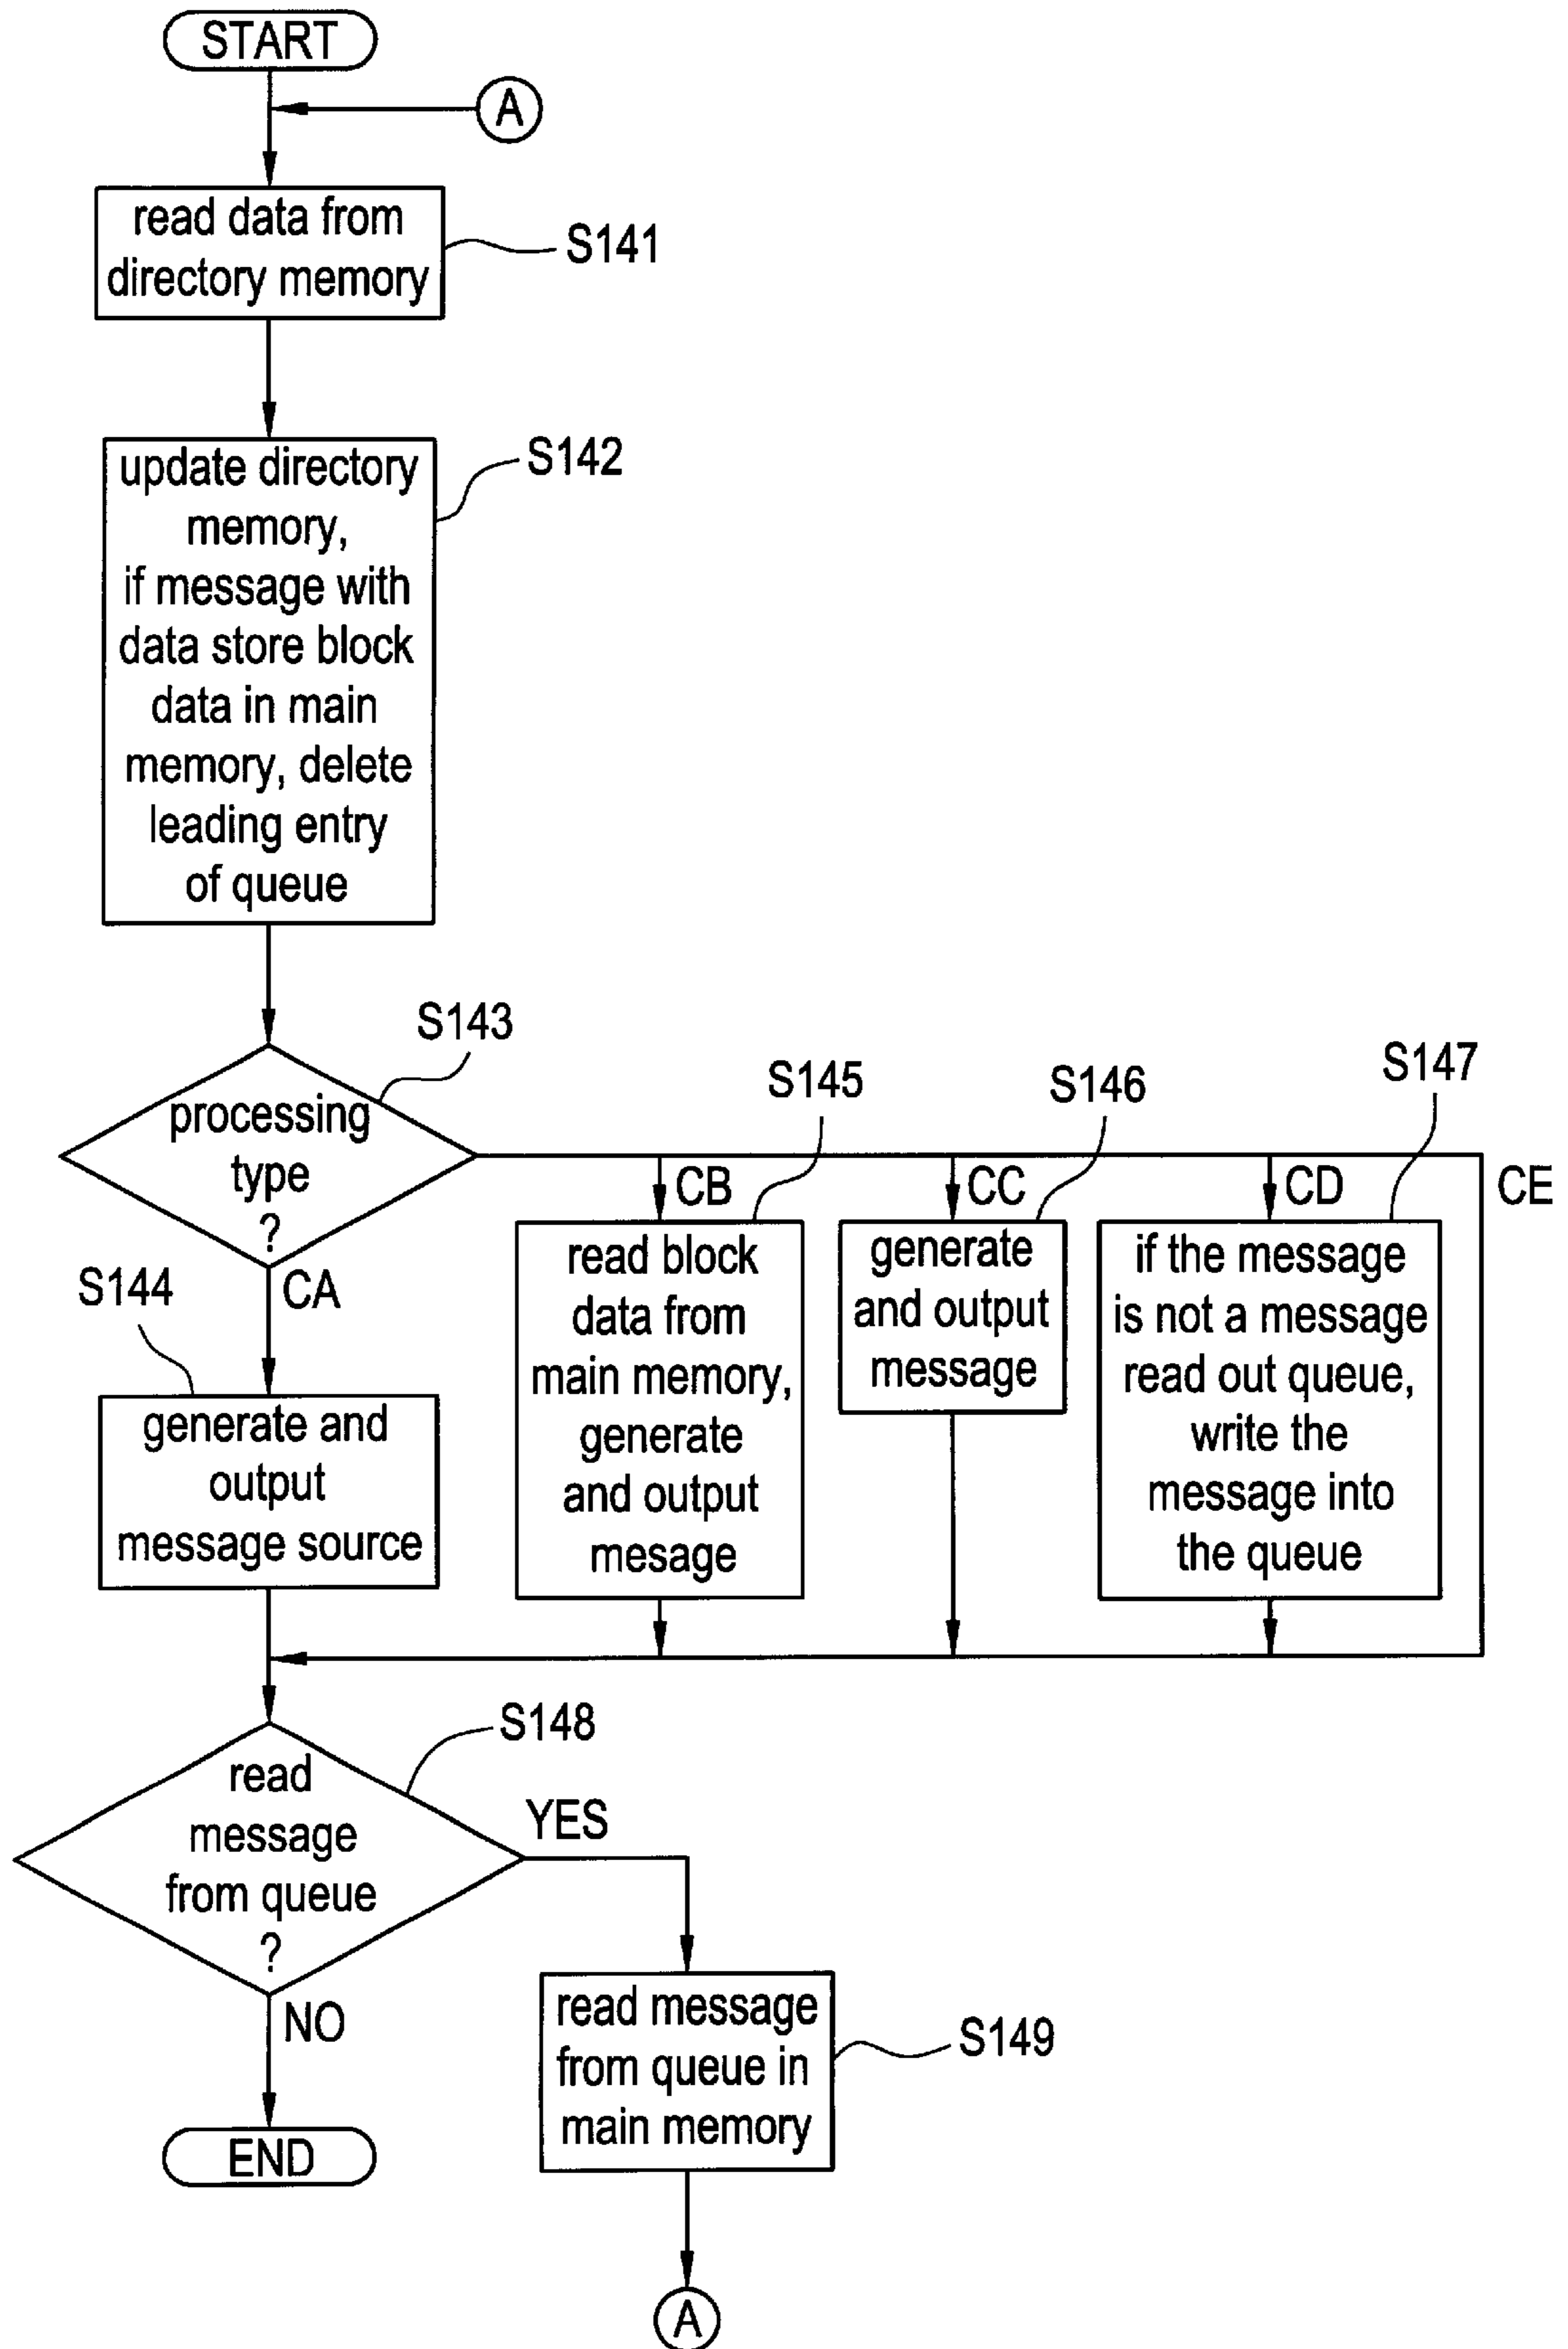 START
A
read data from
directory memory
S141
update directory
memory,
if message with
data store block
data in main
memory, delete
leading entry
of queue
S142
processing
type
?
S143
CA
S144
generate and
output
message source
S145
CB
read block
data from
main memory,
generate
and output
mesage
S146
CC
generate
and output
message
S147
CD
if the message
is not a message
read out queue,
write the
message into
the queue
CE
read
message
from queue
?
S148
YES
NO
read message
from queue in
main memory
S149
END
A